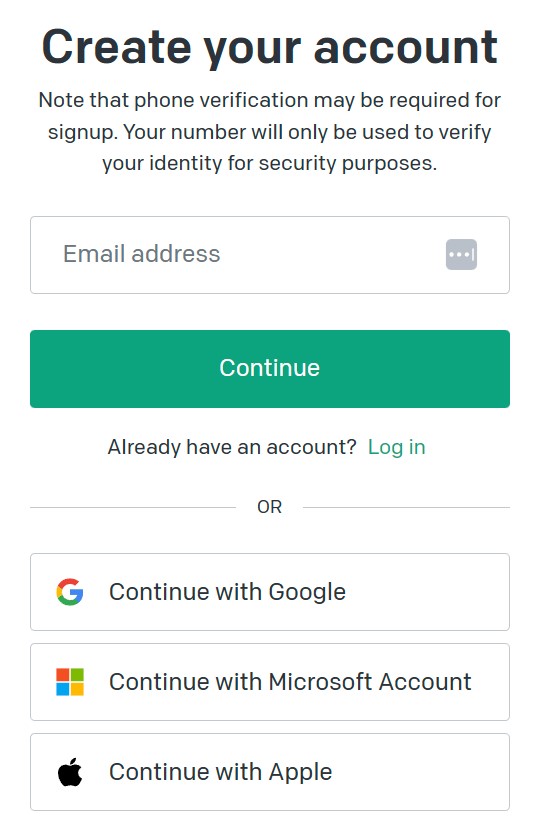 Create your account
Note that phone verification may be required for
signup. Your number will only be used to verify
your identity for security purposes.
Email address
Continue
Already have an account? Log in
OR
Continue with Google
Continue with Microsoft Account
Continue with Apple